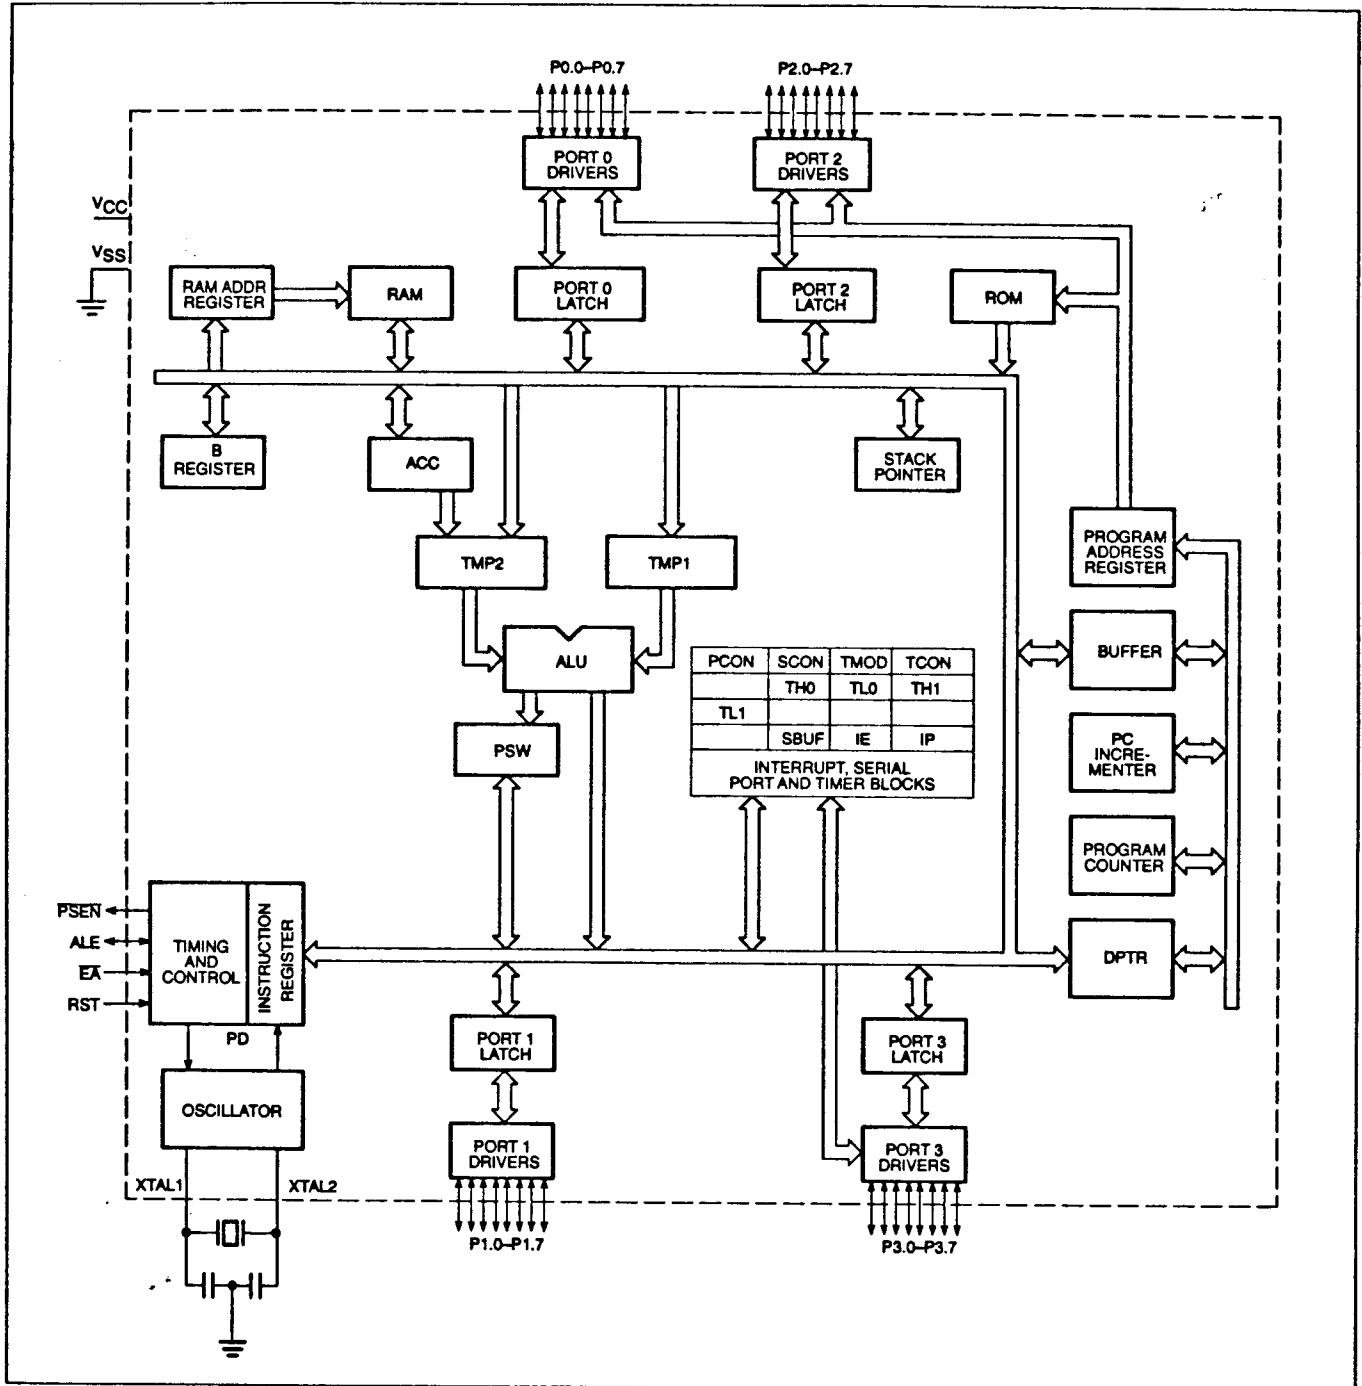 P0.0–P0.7
P2.0–P2.7
PORT 0
DRIVERS
PORT 2
DRIVERS
VCC
VSS
RAM ADDR
REGISTER
RAM
PORT 0
LATCH
PORT 2
LATCH
ROM
B
REGISTER
ACC
STACK
POINTER
TMP2
TMP1
PROGRAM
ADDRESS
REGISTER
ALU
BUFFER
PCON SCON TMOD TCON
TH0 TL0 TH1
TL1
SBUF IE IP
INTERRUPT, SERIAL
PORT AND TIMER BLOCKS
PSW
PC
INCRE-
MENTER
PROGRAM
COUNTER
PSEN
ALE
EA
RST
TIMING
AND
CONTROL
INSTRUCTION
REGISTER
DPTR
PD
PORT 1
LATCH
PORT 3
LATCH
OSCILLATOR
PORT 1
DRIVERS
PORT 3
DRIVERS
XTAL1
XTAL2
P1.0–P1.7
P3.0–P3.7